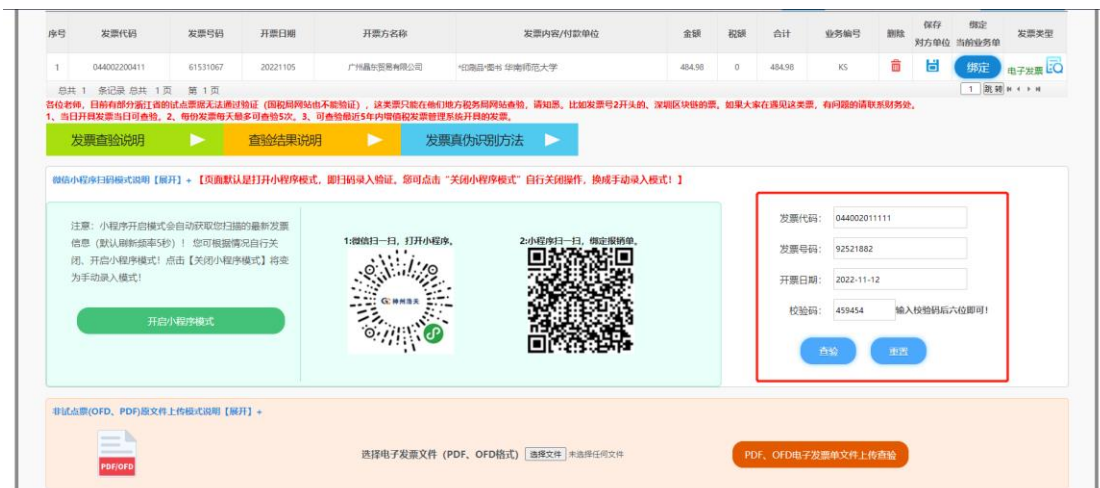 序号 发票代码 发票号码 开票日期 开票方名称 发票内容/付款单位 金额 税额 合计 业务编号 删除 保存对方单位 绑定当前业务单 发票类型
1 044002200411 61531067 20221105 广州晶东贸易有限公司 *印刷品*图书 华南师范大学 484.98 0 484.98 KS 绑定 电子发票
总共 1 条记录 总共 1 页 第 1 页 1 跳转
各位老师，目前有部分浙江省的试点票据无法通过验证（国税局网站也不能验证），这类票只能在他们地方税务局网站查验，请知悉。比如发票号2开头的、深圳区块链的票。如果大家在遇见这类票，有问题的请联系财务处。
1、当日开具发票当日可查验。2、每份发票每天最多可查验5次。3、可查验最近5年内增值税发票管理系统开具的发票。
发票查验说明 查验结果说明 发票真伪识别方法
微信小程序扫码模式说明【展开】+ 【页面默认是打开小程序模式，即扫码录入验证。您可点击“关闭小程序模式”自行关闭操作，换成手动录入模式！】
注意：小程序开启模式会自动获取您扫描的最新发票
信息（默认刷新频率5秒）！您可根据情况自行关
闭、开启小程序模式！点击【关闭小程序模式】将变
为手动录入模式！
开启小程序模式
1:微信扫一扫，打开小程序。
神州浩天
2:小程序扫一扫，绑定报销单。
发票代码： 044002011111
发票号码： 92521882
开票日期： 2022-11-12
校验码： 459454 输入校验码后六位即可！
查验 重置
非试点票(OFD、PDF)原文件上传模式说明【展开】+
PDF/OFD
选择电子发票文件（PDF、OFD格式） 选择文件 未选择任何文件
PDF、OFD电子发票单文件上传查验